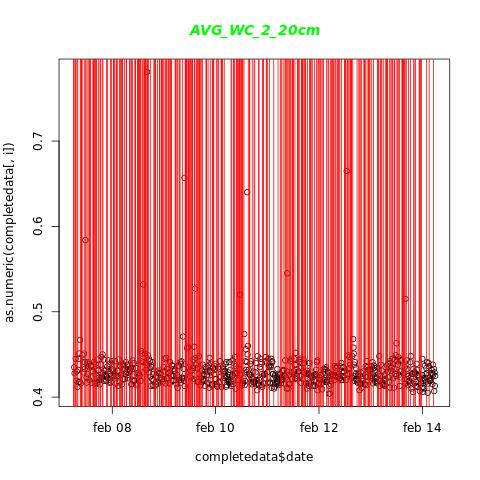 AVG_WC_2_20cm
as.numeric(completedata[, i])
0.7
0.6
0.5
0.4
feb 08 feb 10 feb 12 feb 14
completedata$date